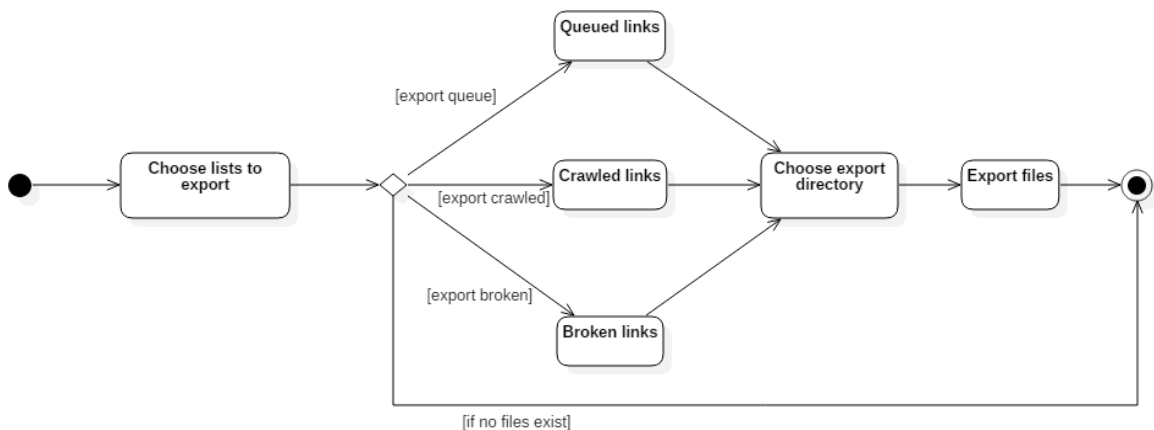 Queued links
[export queue]
Choose lists to
export
Crawled links
[export crawled]
Choose export
directory
Export files
[export broken]
Broken links
[if no files exist]